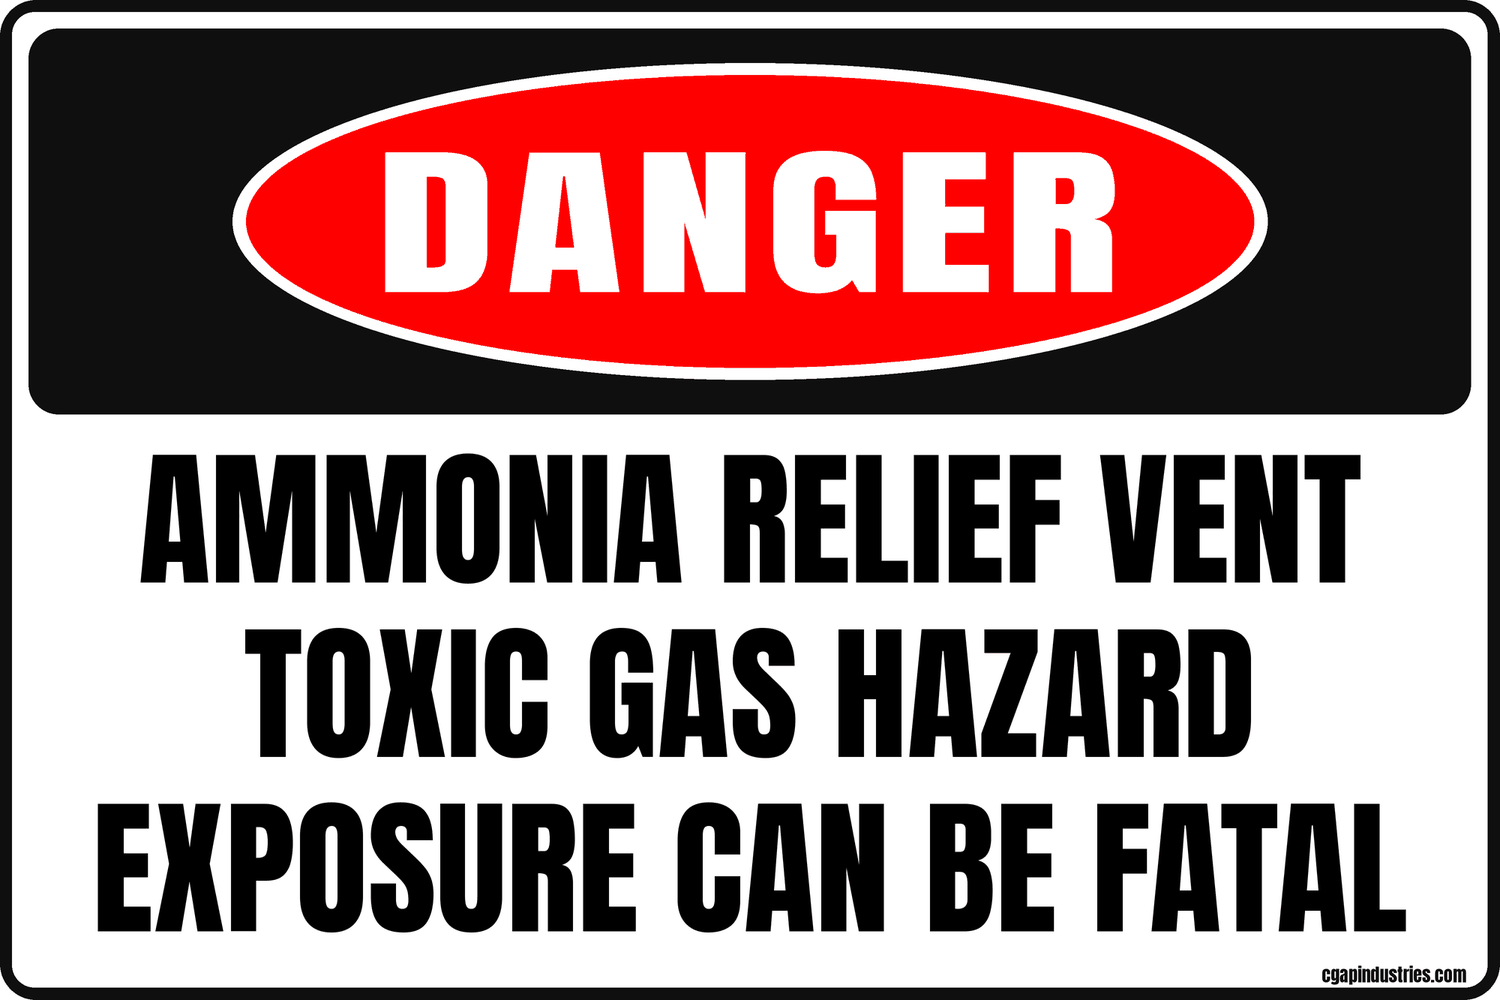 DANGER
AMMONIA RELIEF VENT
TOXIC GAS HAZARD
EXPOSURE CAN BE FATAL
cgapindustries.com